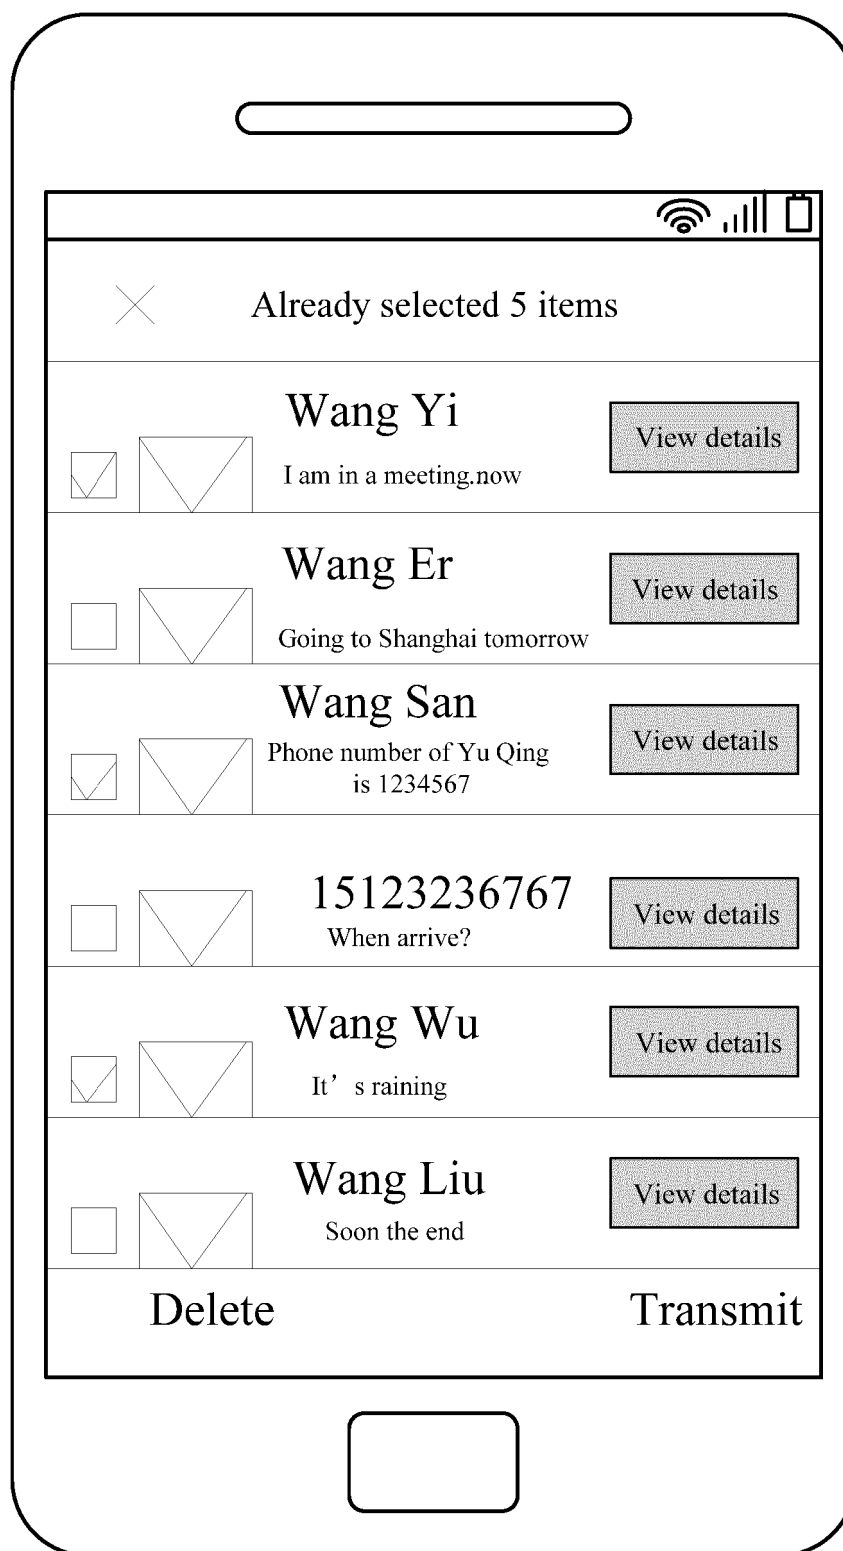 Already selected 5 items
Wang Yi
View details
I am in a meeting.now
Wang Er
View details
Going to Shanghai tomorrow
Wang San
View details
Phone number of Yu Qing
is 1234567
15123236767
View details
When arrive?
Wang Wu
View details
It’s raining
Wang Liu
View details
Soon the end
Delete
Transmit